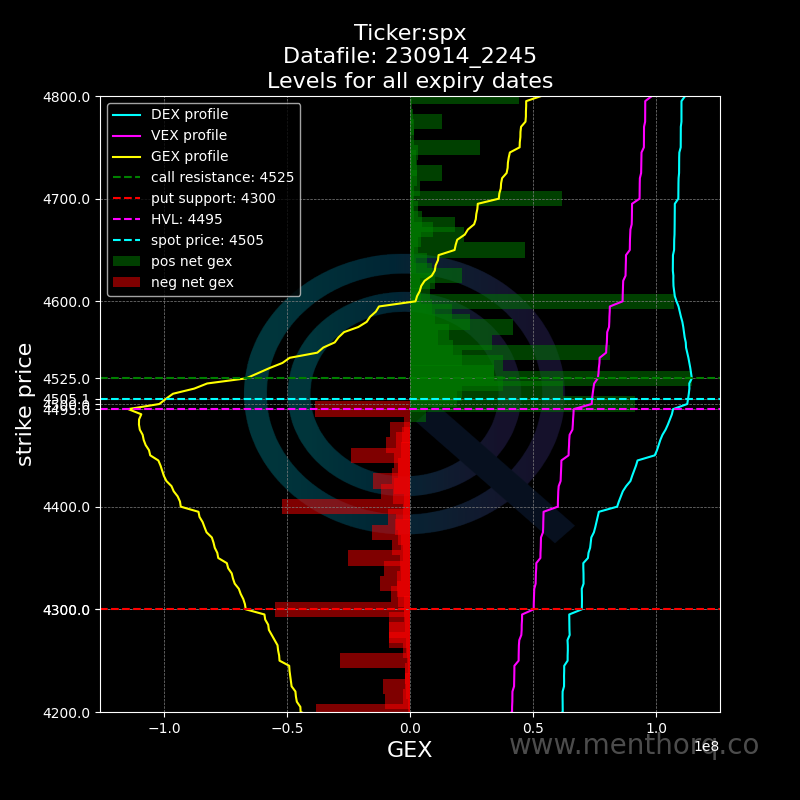 Ticker:spx
Datafile: 230914_2245
Levels for all expiry dates
DEX profile
VEX profile
GEX profile
call resistance: 4525
put support: 4300
HVL: 4495
spot price: 4505
pos net gex
neg net gex
4800.0
4700.0
4600.0
4525.0
4505.1
4495.0
4400.0
4300.0
4200.0
strike price
−1.0 −0.5 0.0 0.5 1.0
1e8
GEX
www.menthorq.co